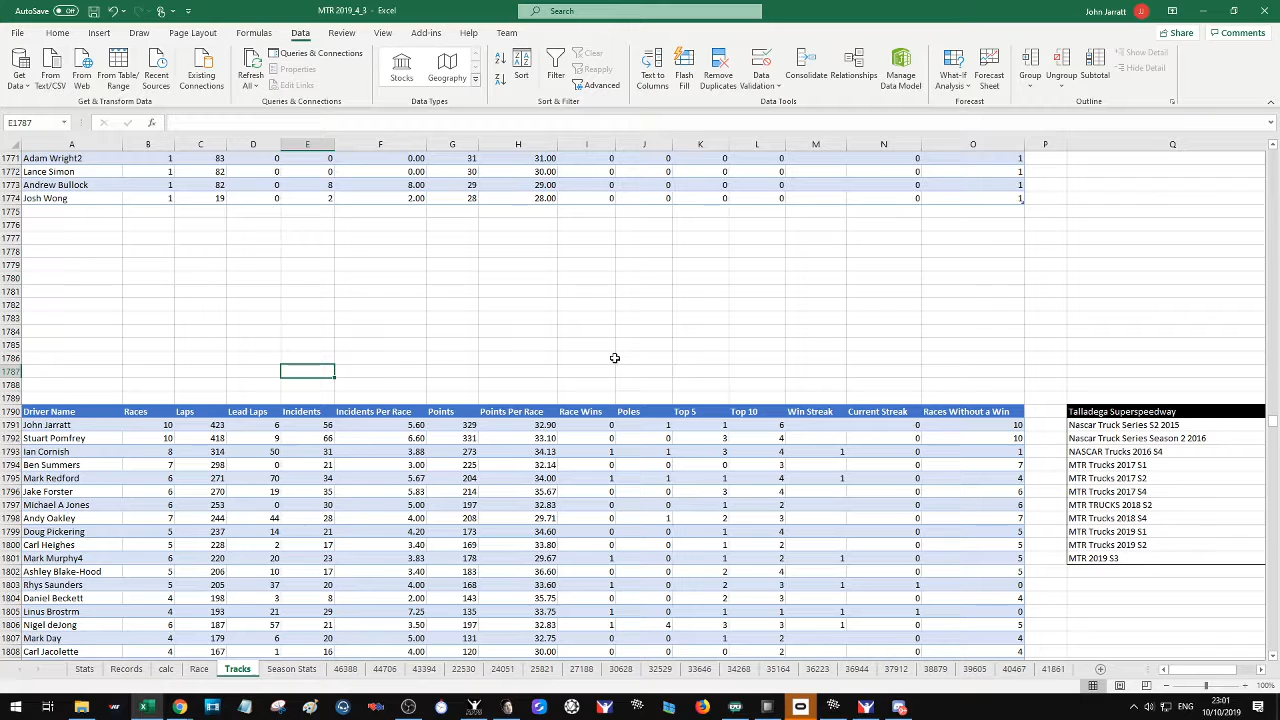 AutoSave Off MTR 2019_4_3 - Excel Search John Jarratt JJ
File Home Insert Draw Page Layout Formulas Data Review View Add-ins Help Team Share Comments
Get Data From Text/CSV From Web From Table/Range Recent Sources Existing Connections
Get & Transform Data
Refresh All Queries & Connections Properties Edit Links
Queries & Connections
Stocks Geography
Data Types
Sort Filter Clear Reapply Advanced
Sort & Filter
Text to Columns Flash Fill Remove Duplicates Data Validation Consolidate Relationships Manage Data Model
Data Tools
What-If Analysis Forecast Sheet
Forecast
Group Ungroup Subtotal Show Detail Hide Detail
Outline
E1787 fx
A B C D E F G H I J K L M N O P Q
1771 Adam Wright2 1 83 0 0 0.00 31 31.00 0 0 0 0 0 1
1772 Lance Simon 1 82 0 0 0.00 30 30.00 0 0 0 0 0 1
1773 Andrew Bullock 1 82 0 8 8.00 29 29.00 0 0 0 0 0 1
1774 Josh Wong 1 19 0 2 2.00 28 28.00 0 0 0 0 0 1
1775
1776
1777
1778
1779
1780
1781
1782
1783
1784
1785
1786
1787
1788
1789
1790 Driver Name Races Laps Lead Laps Incidents Incidents Per Race Points Points Per Race Race Wins Poles Top 5 Top 10 Win Streak Current Streak Races Without a Win Talladega Superspeedway
1791 John Jarratt 10 423 6 56 5.60 329 32.90 0 1 1 6 0 10 Nascar Truck Series S2 2015
1792 Stuart Pomfrey 10 418 9 66 6.60 331 33.10 0 0 3 4 0 10 Nascar Truck Series Season 2 2016
1793 Ian Cornish 8 314 50 31 3.88 273 34.13 1 1 3 4 1 0 1 NASCAR Trucks 2016 S4
1794 Ben Summers 7 298 0 21 3.00 225 32.14 0 0 0 3 0 7 MTR Trucks 2017 S1
1795 Mark Redford 6 271 70 34 5.67 204 34.00 1 1 1 4 1 0 4 MTR Trucks 2017 S2
1796 Jake Forster 6 270 19 35 5.83 214 35.67 0 0 3 4 0 6 MTR Trucks 2017 S4
1797 Michael A Jones 6 253 0 30 5.00 197 32.83 0 0 1 2 0 6 MTR TRUCKS 2018 S2
1798 Andy Oakley 7 244 44 28 4.00 208 29.71 0 1 2 3 0 7 MTR Trucks 2018 S4
1799 Doug Pickering 5 237 14 21 4.20 173 34.60 0 0 1 4 0 5 MTR Trucks 2019 S1
1800 Carl Heighes 5 228 2 17 3.40 169 33.80 0 0 1 2 0 5 MTR Trucks 2019 S2
1801 Mark Murphy4 6 220 20 23 3.83 178 29.67 1 0 1 2 1 0 5 MTR 2019 S3
1802 Ashley Blake-Hood 5 206 10 17 3.40 183 36.60 0 0 2 4 0 5
1803 Rhys Saunders 5 205 37 20 4.00 168 33.60 1 0 2 3 1 1 0
1804 Daniel Beckett 4 198 3 8 2.00 143 35.75 0 0 2 3 0 4
1805 Linus Brostrm 4 193 21 29 7.25 135 33.75 1 0 1 1 1 1 0
1806 Nigel deJong 6 187 57 21 3.50 197 32.83 1 4 3 3 1 0 5
1807 Mark Day 4 179 6 20 5.00 131 32.75 0 0 1 2 0 4
1808 Carl Jacolette 4 167 1 16 4.00 120 30.00 0 0 1 2 0 4
Stats Records calc Race Tracks Season Stats 46388 44706 43394 22530 24051 25821 27188 30628 32529 33646 34268 35164 36223 36944 37912 38179 39605 40467 41861
100%
ENG 23:01
10/10/2019